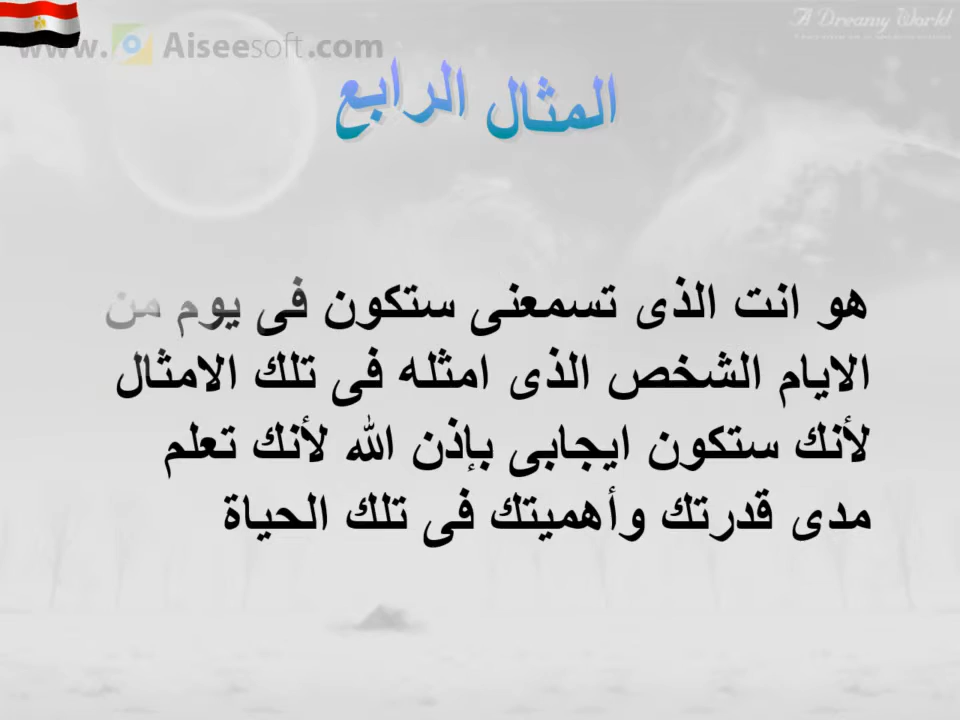 www.Aiseesoft.com
A Dreamy World
المثال الرابع
هو انت الذى تسمعنى ستكون فى يوم من
الايام الشخص الذى امثله فى تلك الامثال
لأنك ستكون ايجابى بإذن الله لأنك تعلم
مدى قدرتك وأهميتك فى تلك الحياة